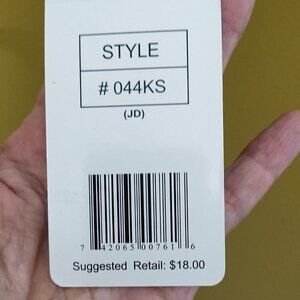 STYLE
# 044KS
(JD)
7 42065 00761 6
Suggested Retail: $18.00